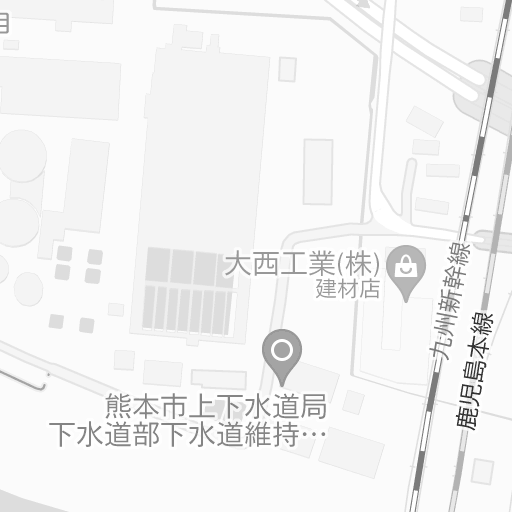 目
大西工業(株)
建材店
九州新幹線
鹿児島本線
熊本市上下水道局
下水道部下水道維持…